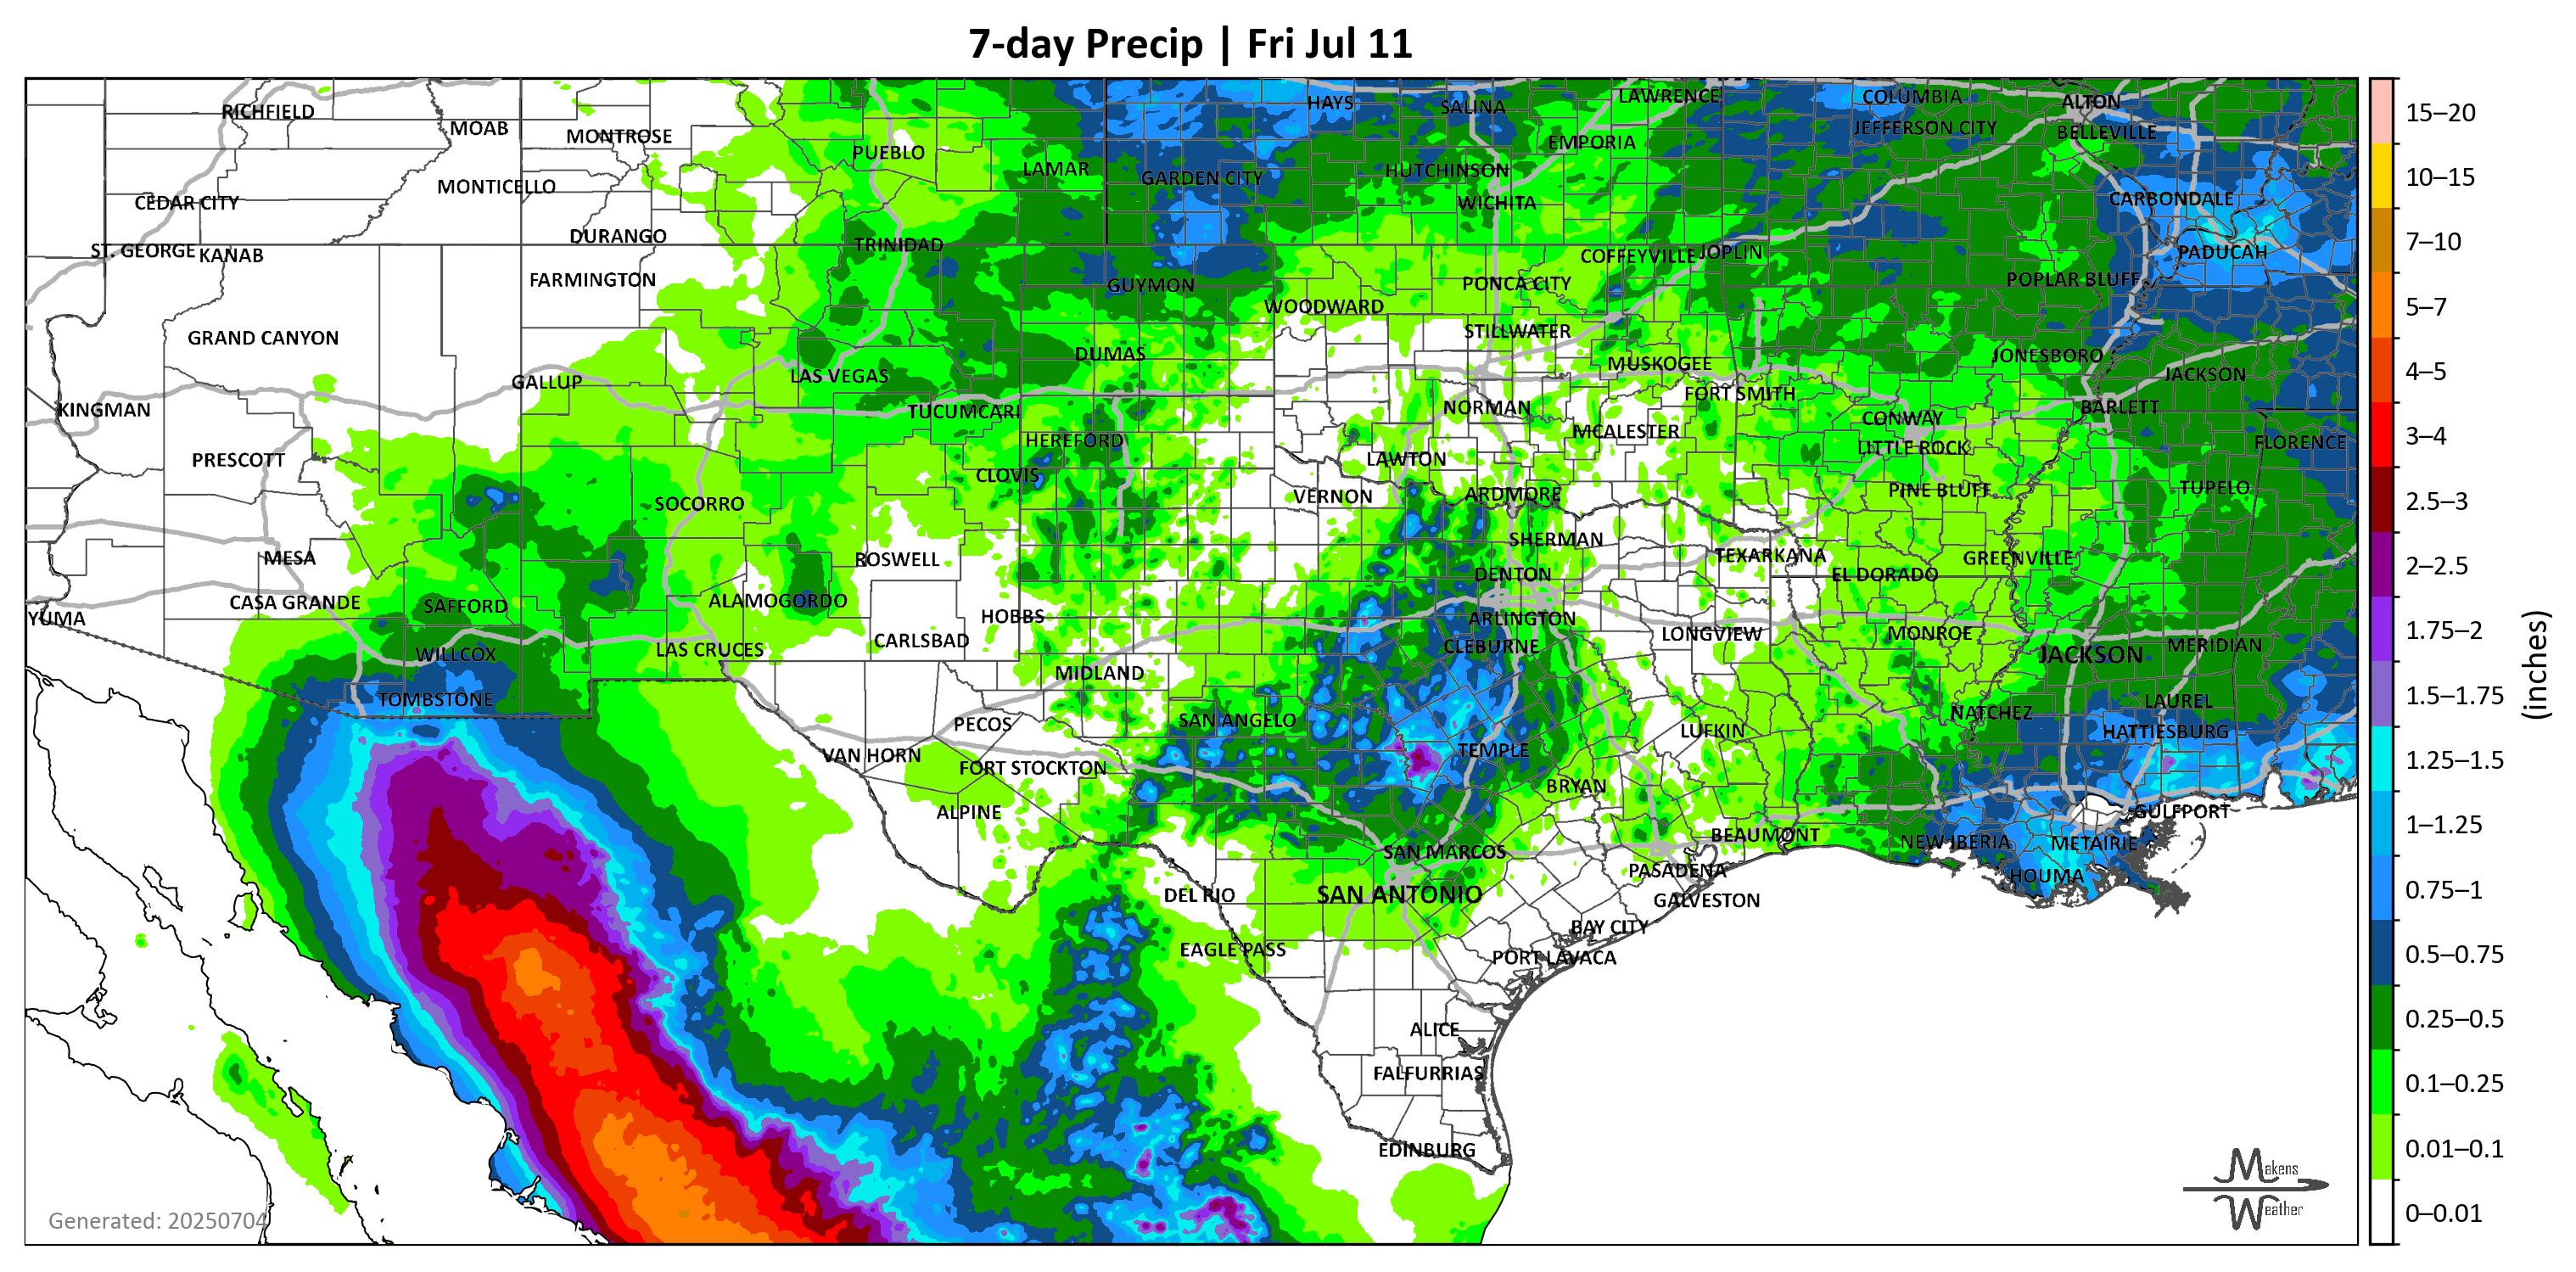 7-day Precip | Fri Jul 11
RICHFIELD
MOAB
MONTROSE
PUEBLO
LAMAR
HAYS
SALINA
LAWRENCE
COLUMBIA
ALTON
JEFFERSON CITY
BELLEVILLE
EMPORIA
CEDAR CITY
MONTICELLO
GARDEN CITY
HUTCHINSON
WICHITA
CARBONDALE
ST. GEORGE
KANAB
DURANGO
TRINIDAD
COFFEYVILLE
JOPLIN
PADUCAH
FARMINGTON
GUYMON
PONCA CITY
POPLAR BLUFF
WOODWARD
GRAND CANYON
STILLWATER
DUMAS
MUSKOGEE
JONESBORO
GALLUP
LAS VEGAS
FORT SMITH
JACKSON
KINGMAN
TUCUMCARI
NORMAN
CONWAY
BARLETT
PRESCOTT
HEREFORD
MCALESTER
LITTLE ROCK
FLORENCE
CLOVIS
LAWTON
SOCORRO
VERNON
ARDMORE
PINE BLUFF
TUPELO
MESA
ROSWELL
SHERMAN
TEXARKANA
GREENVILLE
DENTON
EL DORADO
YUMA
CASA GRANDE
SAFFORD
ALAMOGORDO
HOBBS
ARLINGTON
WILLCOX
LAS CRUCES
CARLSBAD
CLEBURNE
LONGVIEW
MONROE
JACKSON
MERIDIAN
TOMBSTONE
MIDLAND
LAUREL
PECOS
SAN ANGELO
NATCHEZ
VAN HORN
TEMPLE
LUFKIN
HATTIESBURG
FORT STOCKTON
BRYAN
ALPINE
GULFPORT
BEAUMONT
NEW IBERIA
METAIRIE
SAN MARCOS
PASADENA
HOUMA
DEL RIO
SAN ANTONIO
GALVESTON
EAGLE PASS
BAY CITY
PORT LAVACA
ALICE
FALFURRIAS
EDINBURG
Generated: 20250704
Makens
Weather
15–20
10–15
7–10
5–7
4–5
3–4
2.5–3
2–2.5
1.75–2
1.5–1.75
1.25–1.5
1–1.25
0.75–1
0.5–0.75
0.25–0.5
0.1–0.25
0.01–0.1
0–0.01
(inches)